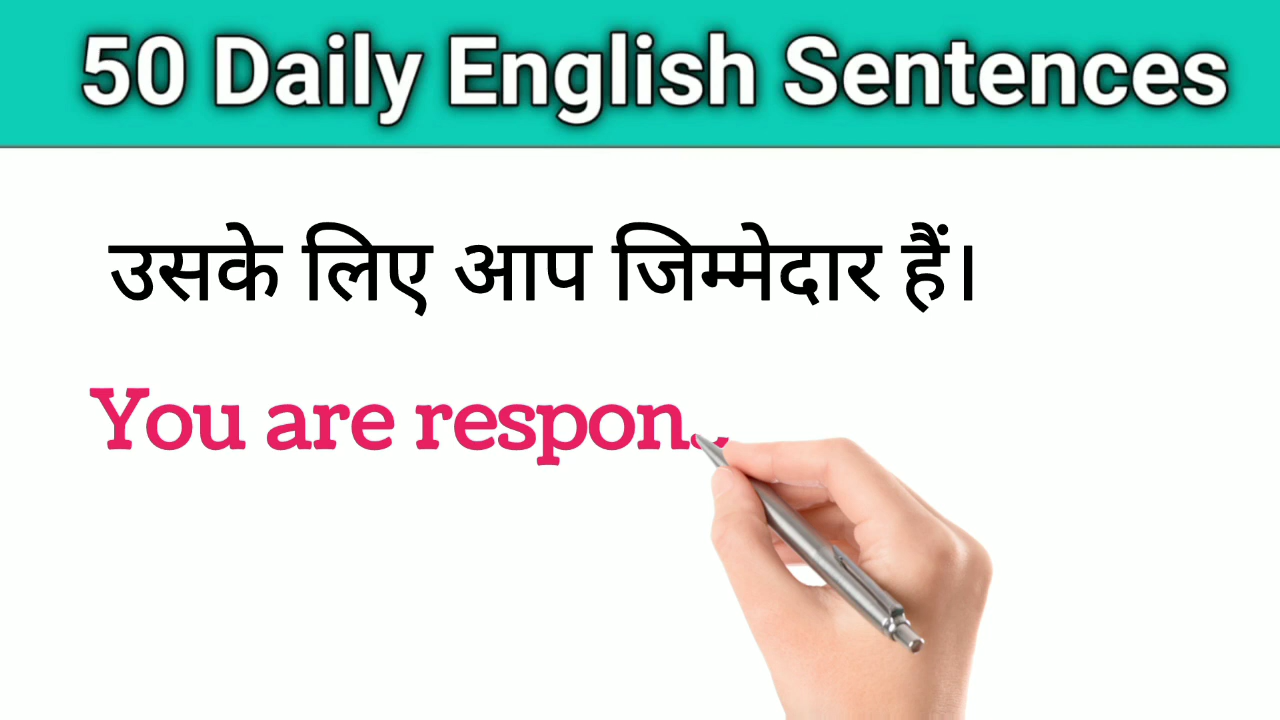 50 Daily English Sentences
उसके लिए आप जिम्मेदार हैं।
You are respon